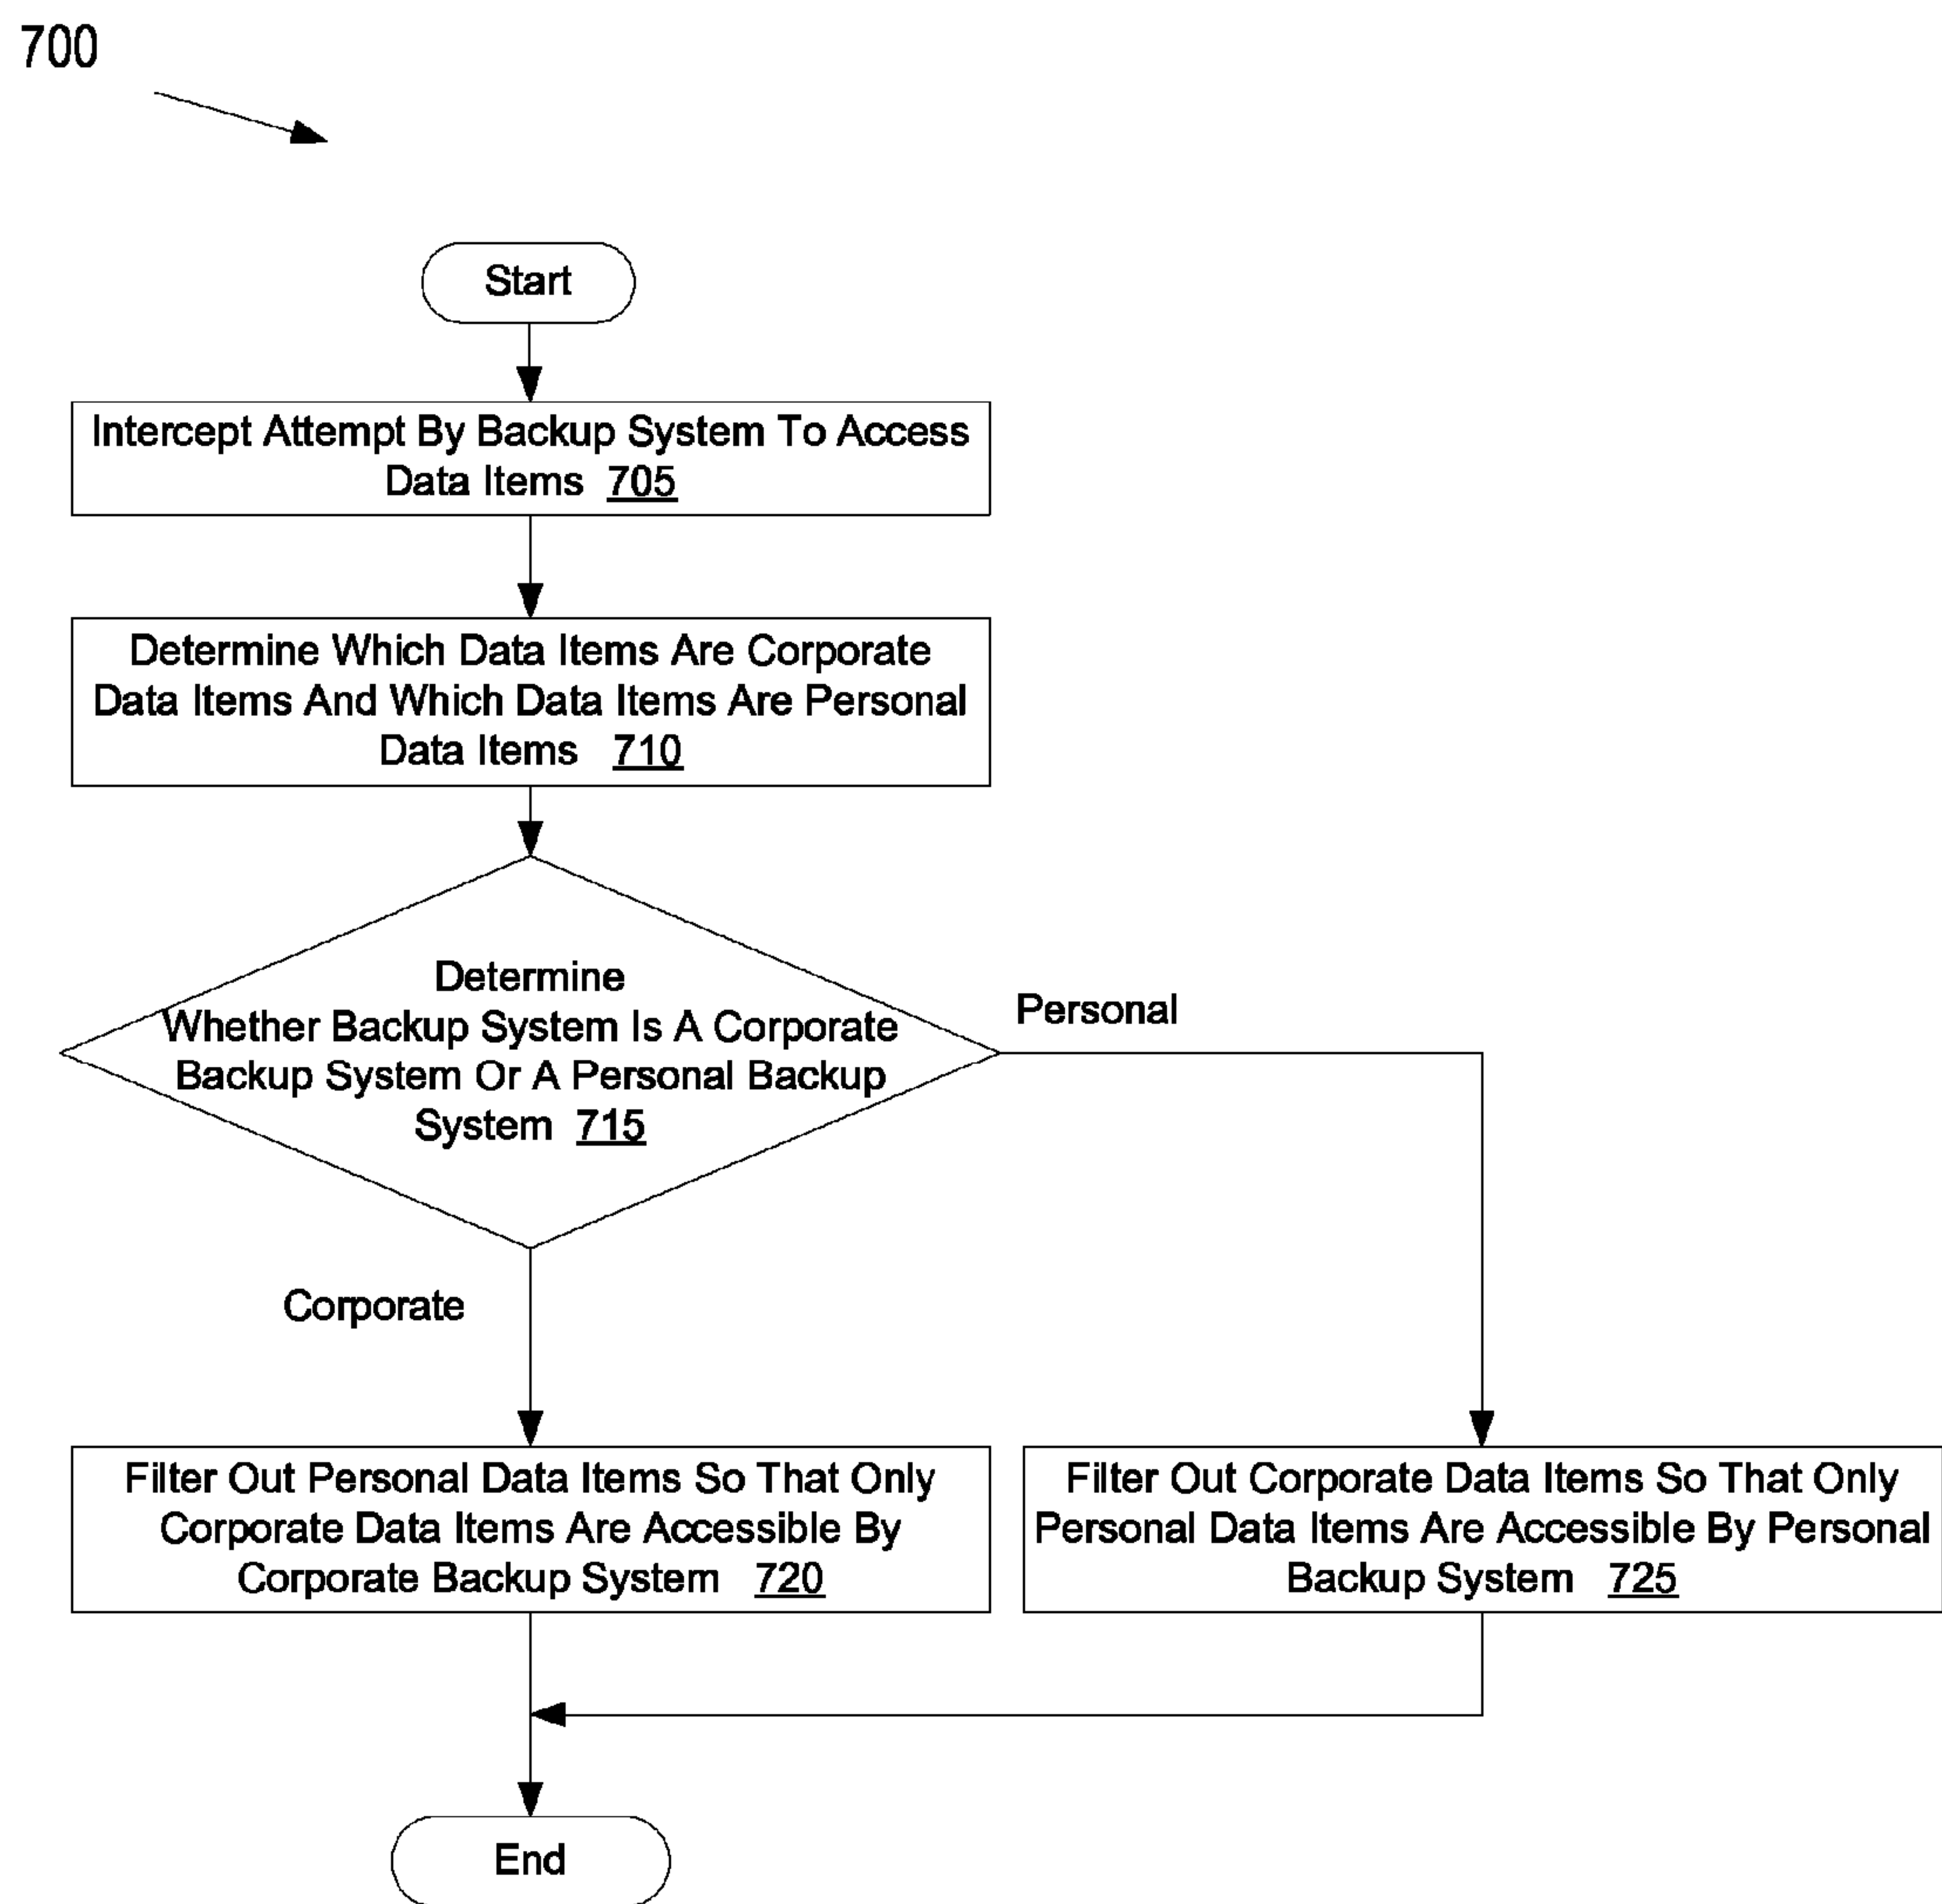 700
Start
Intercept Attempt By Backup System To Access
Data Items 705
Determine Which Data Items Are Corporate
Data Items And Which Data Items Are Personal
Data Items 710
Determine
Whether Backup System Is A Corporate
Backup System Or A Personal Backup
System 715
Personal
Corporate
Filter Out Personal Data Items So That Only
Corporate Data Items Are Accessible By
Corporate Backup System 720
Filter Out Corporate Data Items So That Only
Personal Data Items Are Accessible By Personal
Backup System 725
End